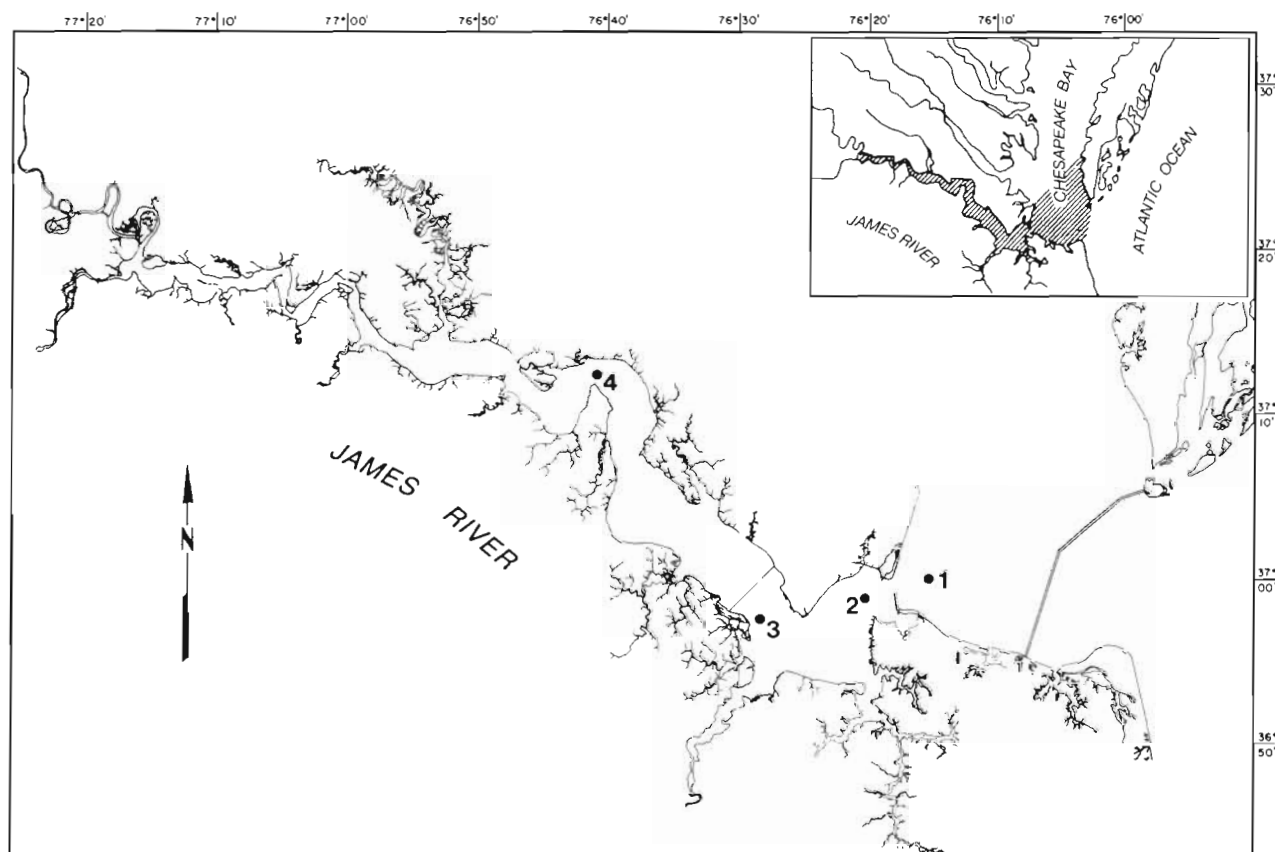 77°20' 77°10' 77°00' 76°50' 76°40' 76°30' 76°20' 76°10' 76°00'
CHESAPEAKE BAY
ATLANTIC OCEAN
JAMES RIVER
37°
30'
37°
20'
4
37°
10'
JAMES
RIVER
N
1
2
3
37°
00'
36°
50'